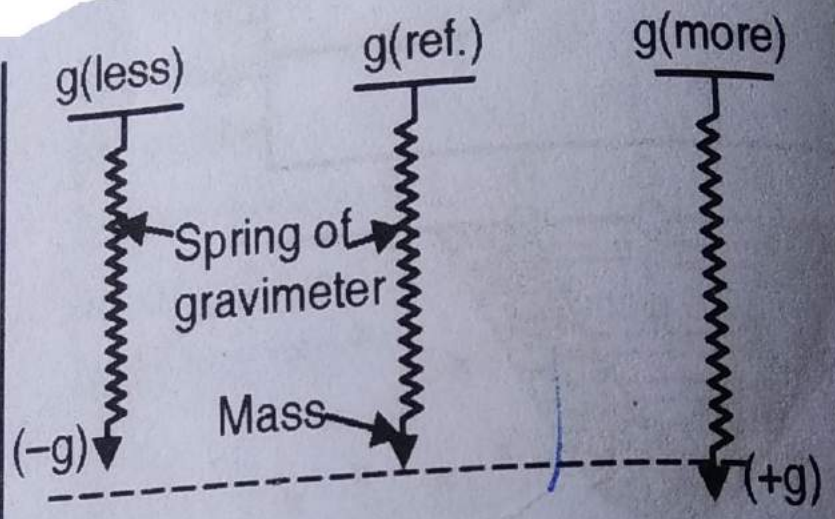 g(less)
g(ref.)
g(more)
Spring of
gravimeter
Mass
(–g)
(+g)